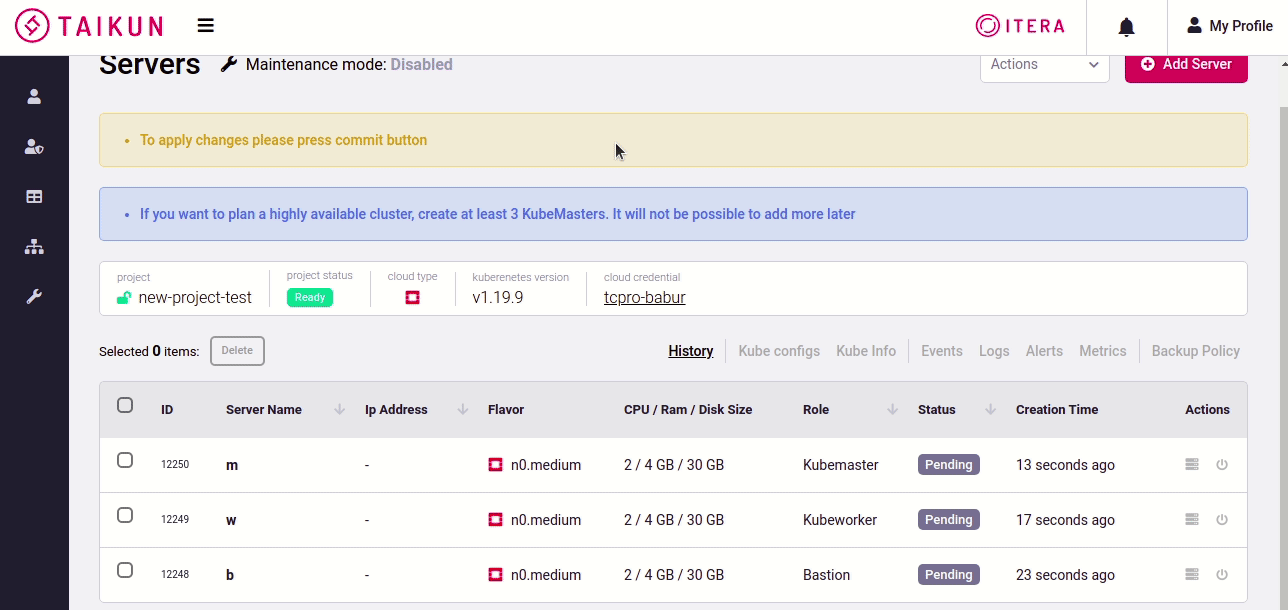 TAIKUN
ITERA
My Profile
Servers Maintenance mode: Disabled
Actions
Add Server
To apply changes please press commit button
If you want to plan a highly available cluster, create at least 3 KubeMasters. It will not be possible to add more later
project project status cloud type kuberenetes version cloud credential
new-project-test Ready v1.19.9 tcpro-babur
Selected 0 items: Delete History Kube configs Kube Info Events Logs Alerts Metrics Backup Policy
ID Server Name Ip Address Flavor CPU / Ram / Disk Size Role Status Creation Time Actions
12250 m - n0.medium 2 / 4 GB / 30 GB Kubemaster Pending 13 seconds ago
12249 w - n0.medium 2 / 4 GB / 30 GB Kubeworker Pending 17 seconds ago
12248 b - n0.medium 2 / 4 GB / 30 GB Bastion Pending 23 seconds ago